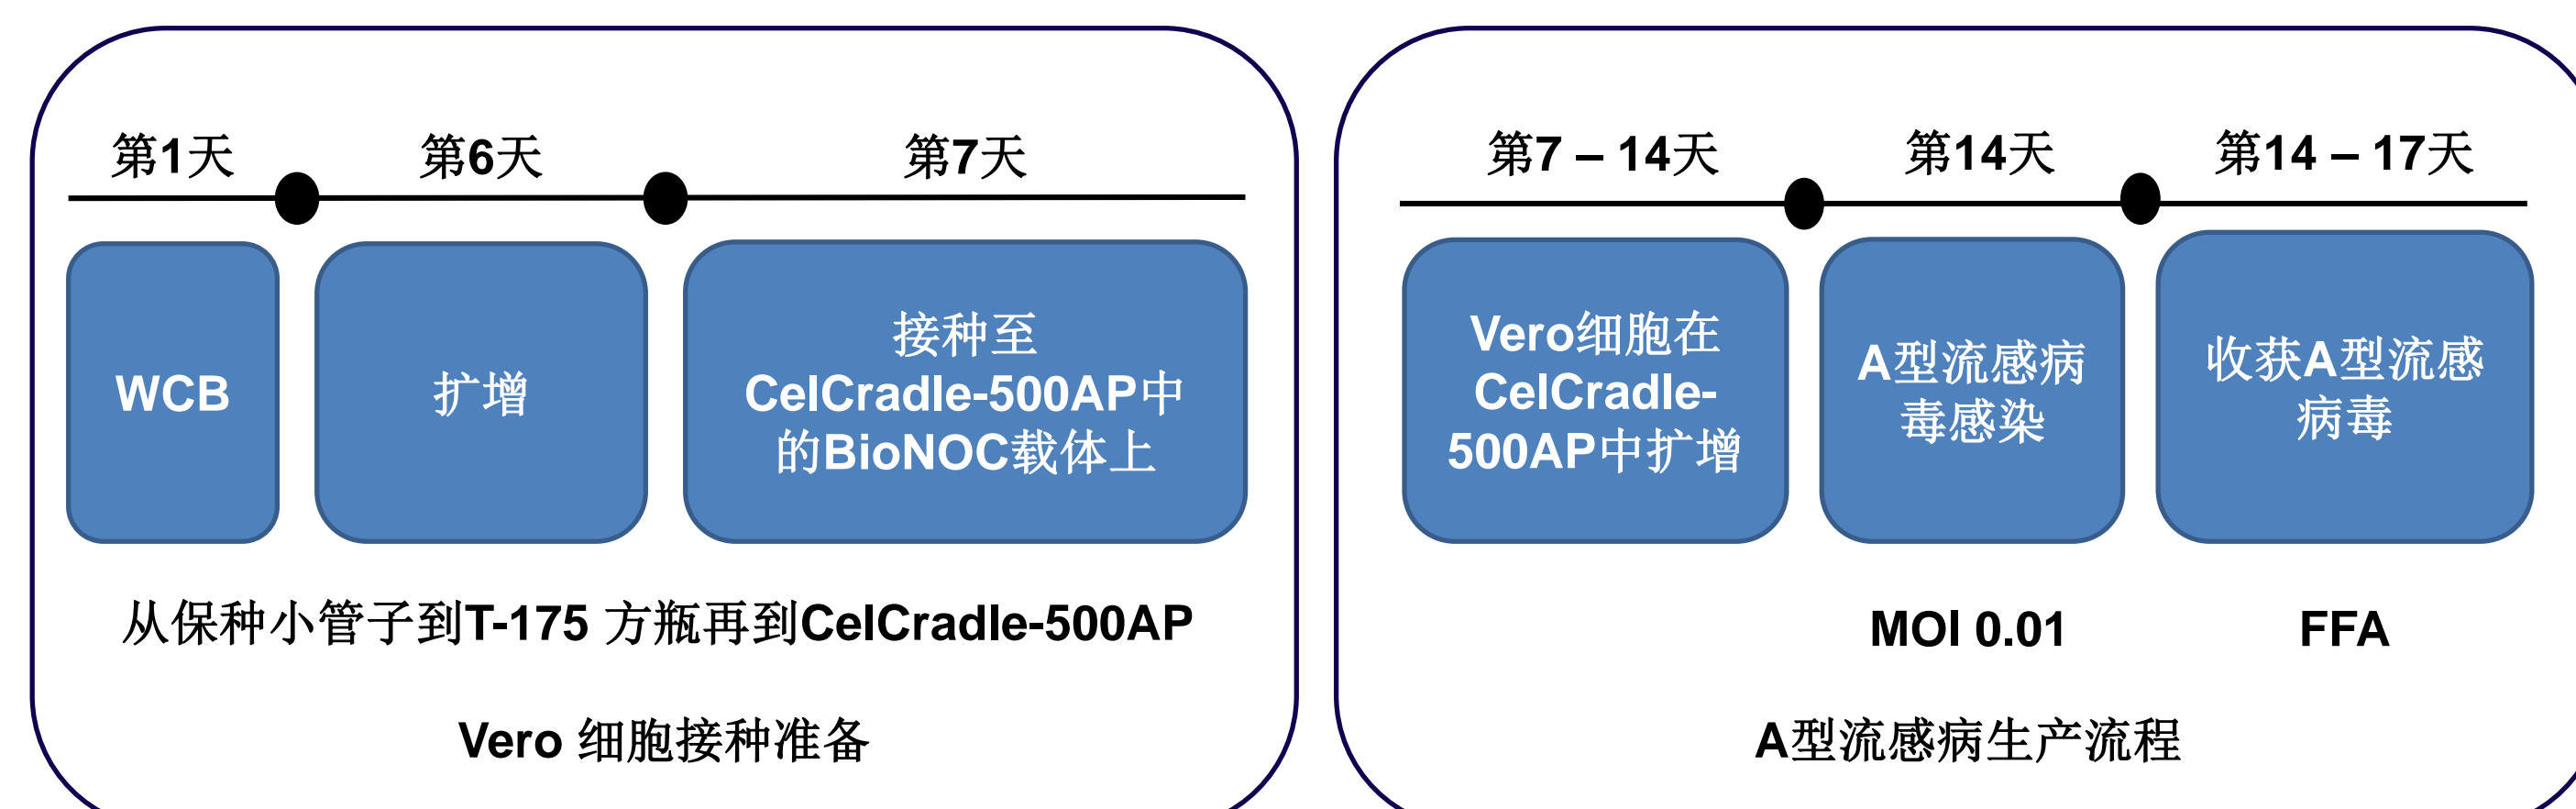 第1天
第6天
第7天
WCB
扩增
接种至
CelCradle-500AP中
的BioNOC载体上
从保种小管子到T-175 方瓶再到CelCradle-500AP
Vero 细胞接种准备
第7 – 14天
第14天
第14 – 17天
Vero细胞在
CelCradle-
500AP中扩增
A型流感病
毒感染
收获A型流感
病毒
MOI 0.01
FFA
A型流感病生产流程